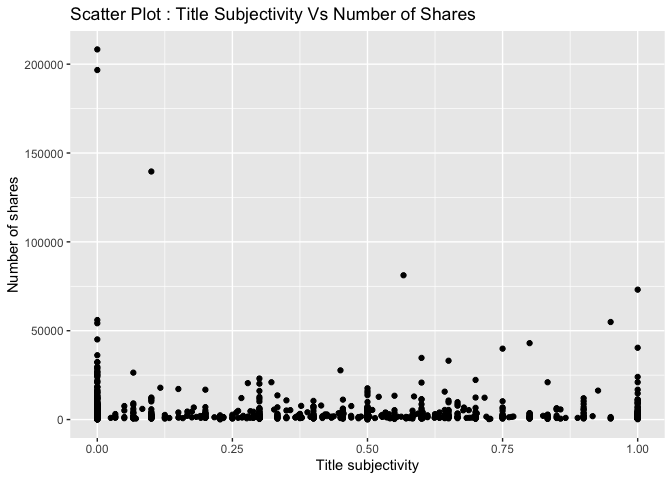 Scatter Plot : Title Subjectivity Vs Number of Shares
200000
150000
100000
50000
0
Number of shares
0.00 0.25 0.50 0.75 1.00
Title subjectivity